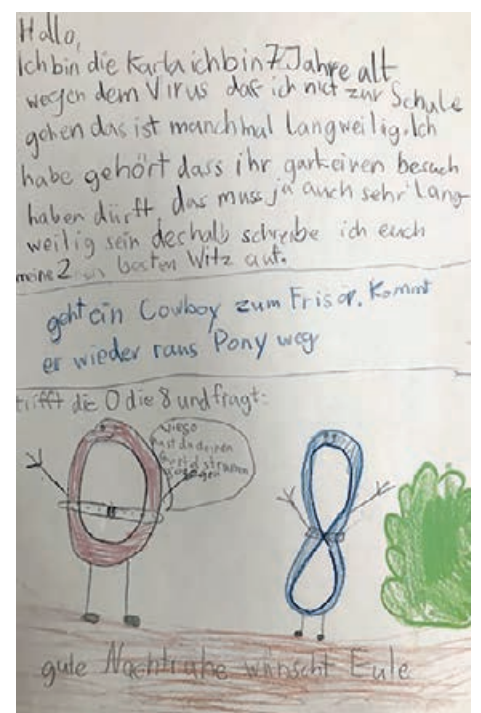 Hallo,
Ich bin die Karla ich bin 7 Jahre alt
wegen dem Virus daf ich nict zur Schule
gehen das ist manchmal langweilig. Ich
habe gehört dass ihr garkeinen besuch
haben dürft, das muss ja auch sehr lang-
weilig sein deshalb schreibe ich euch
meine 2 besten Witz auf.
geht ein Cowboy zum Frisör. Kommt
er wieder raus Pony weg
trifft die 0 die 8 und fragt:
wieso
hast du deinen
Gürtel so
gute Nachtruhe wünscht Eule